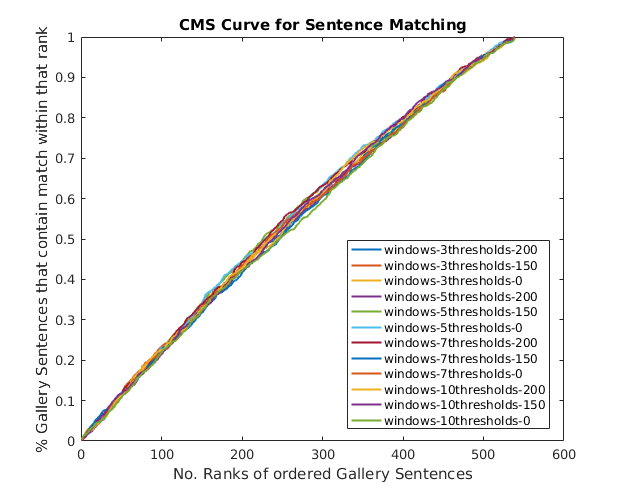 CMS Curve for Sentence Matching
% Gallery Sentences that contain match within that rank
1
0.9
0.8
0.7
0.6
0.5
0.4
0.3
0.2
0.1
0
0 100 200 300 400 500 600
No. Ranks of ordered Gallery Sentences
windows-3thresholds-200
windows-3thresholds-150
windows-3thresholds-0
windows-5thresholds-200
windows-5thresholds-150
windows-5thresholds-0
windows-7thresholds-200
windows-7thresholds-150
windows-7thresholds-0
windows-10thresholds-200
windows-10thresholds-150
windows-10thresholds-0